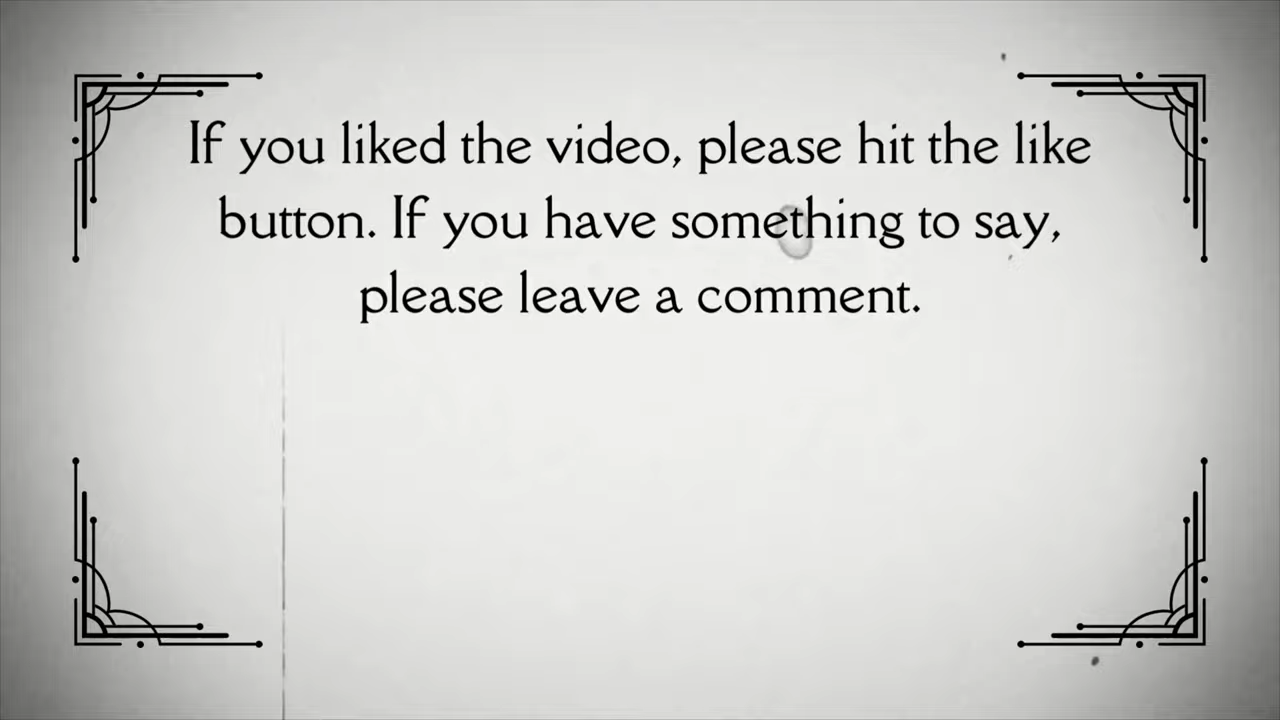 If you liked the video, please hit the like
button. If you have something to say,
please leave a comment.